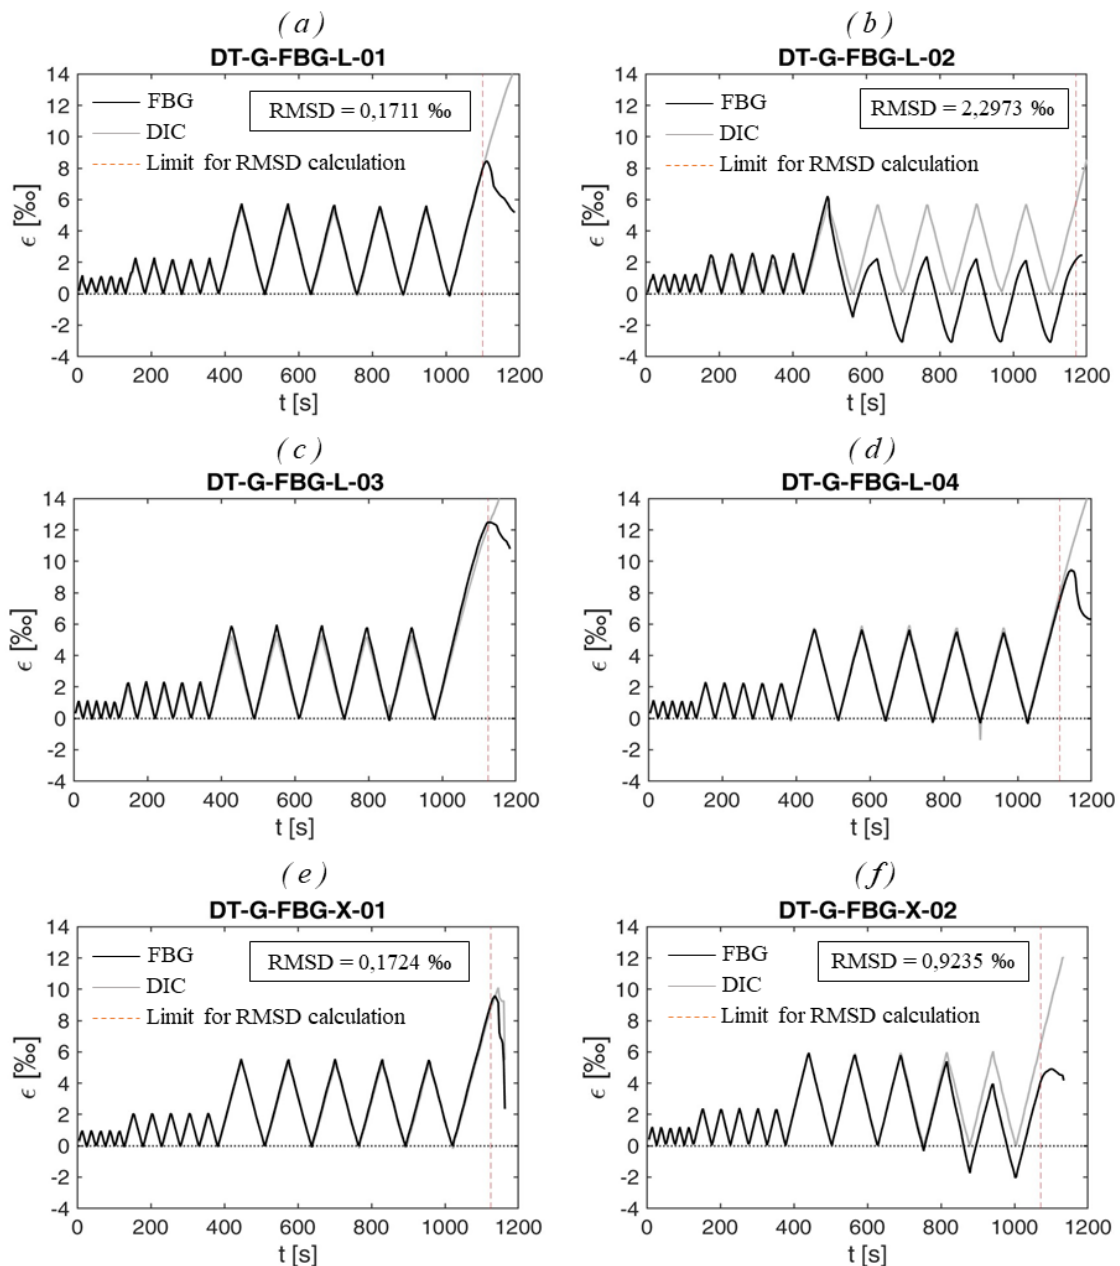 ( a )
DT-G-FBG-L-01
14
12
10
8
6
4
2
0
-2
-4
ϵ [‰]
FBG
DIC
Limit for RMSD calculation
RMSD = 0,1711 ‰
0 200 400 600 800 1000 1200
t [s]
( b )
DT-G-FBG-L-02
14
12
10
8
6
4
2
0
-2
-4
ϵ [‰]
FBG
DIC
Limit for RMSD calculation
RMSD = 2,2973 ‰
0 200 400 600 800 1000 1200
t [s]
( c )
DT-G-FBG-L-03
14
12
10
8
6
4
2
0
-2
-4
ϵ [‰]
0 200 400 600 800 1000 1200
t [s]
( d )
DT-G-FBG-L-04
14
12
10
8
6
4
2
0
-2
-4
ϵ [‰]
0 200 400 600 800 1000 1200
t [s]
( e )
DT-G-FBG-X-01
14
12
10
8
6
4
2
0
-2
-4
ϵ [‰]
FBG
DIC
Limit for RMSD calculation
RMSD = 0,1724 ‰
0 200 400 600 800 1000 1200
t [s]
( f )
DT-G-FBG-X-02
14
12
10
8
6
4
2
0
-2
-4
ϵ [‰]
FBG
DIC
Limit for RMSD calculation
RMSD = 0,9235 ‰
0 200 400 600 800 1000 1200
t [s]